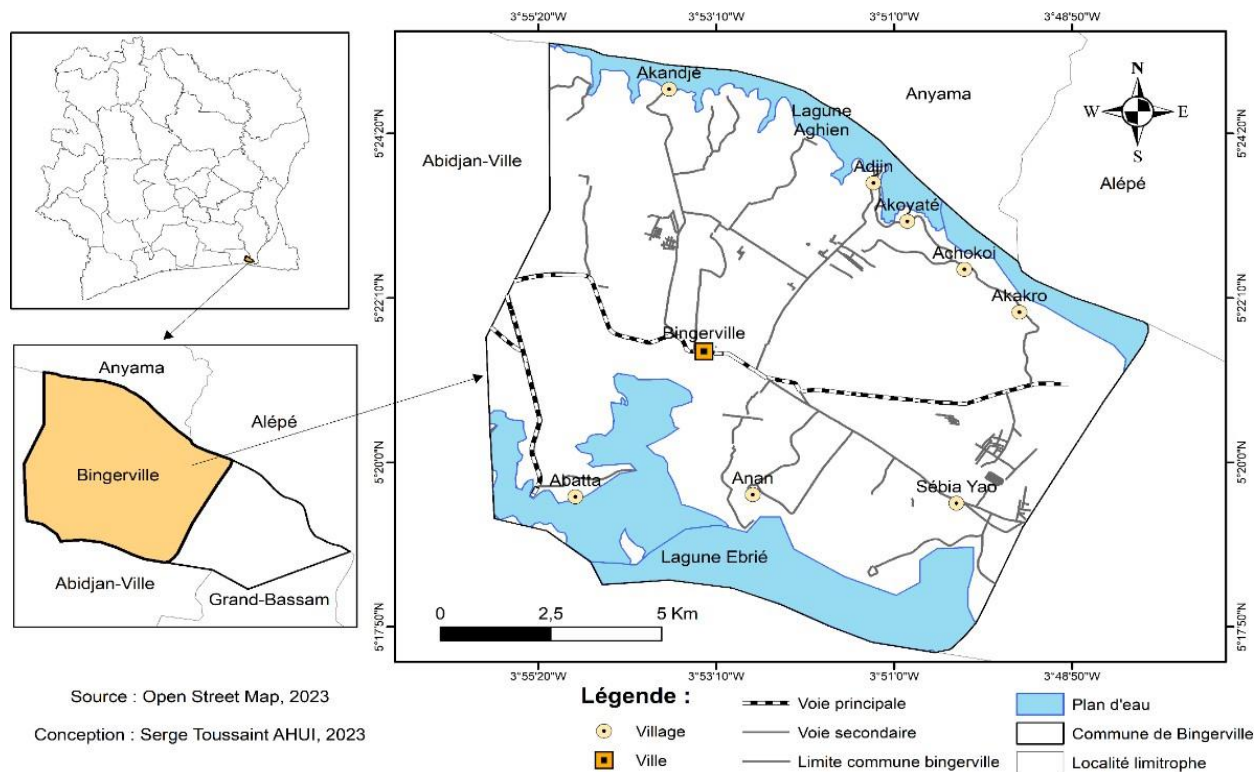 3°55'20"W 3°53'10"W 3°51'0"W 3°48'50"W
Akandjé
Anyama
N
W E
S
Lagune
Aghien
5°24'20"N 5°24'20"N
Abidjan-Ville
Adjin
Alépé
Akoyaté
Achokoi
5°22'10"N 5°22'10"N
Akakro
Bingerville
Anyama
Alépé
Bingerville
5°20'0"N 5°20'0"N
Abatta
Anan
Sébia Yao
Lagune Ebrié
Abidjan-Ville
Grand-Bassam
0 2,5 5 Km
5°17'50"N 5°17'50"N
3°55'20"W 3°53'10"W 3°51'0"W 3°48'50"W
Source : Open Street Map, 2023
Conception : Serge Toussaint AHUI, 2023
Légende :
Village
Ville
Voie principale
Voie secondaire
Limite commune bingerville
Plan d'eau
Commune de Bingerville
Localité limitrophe